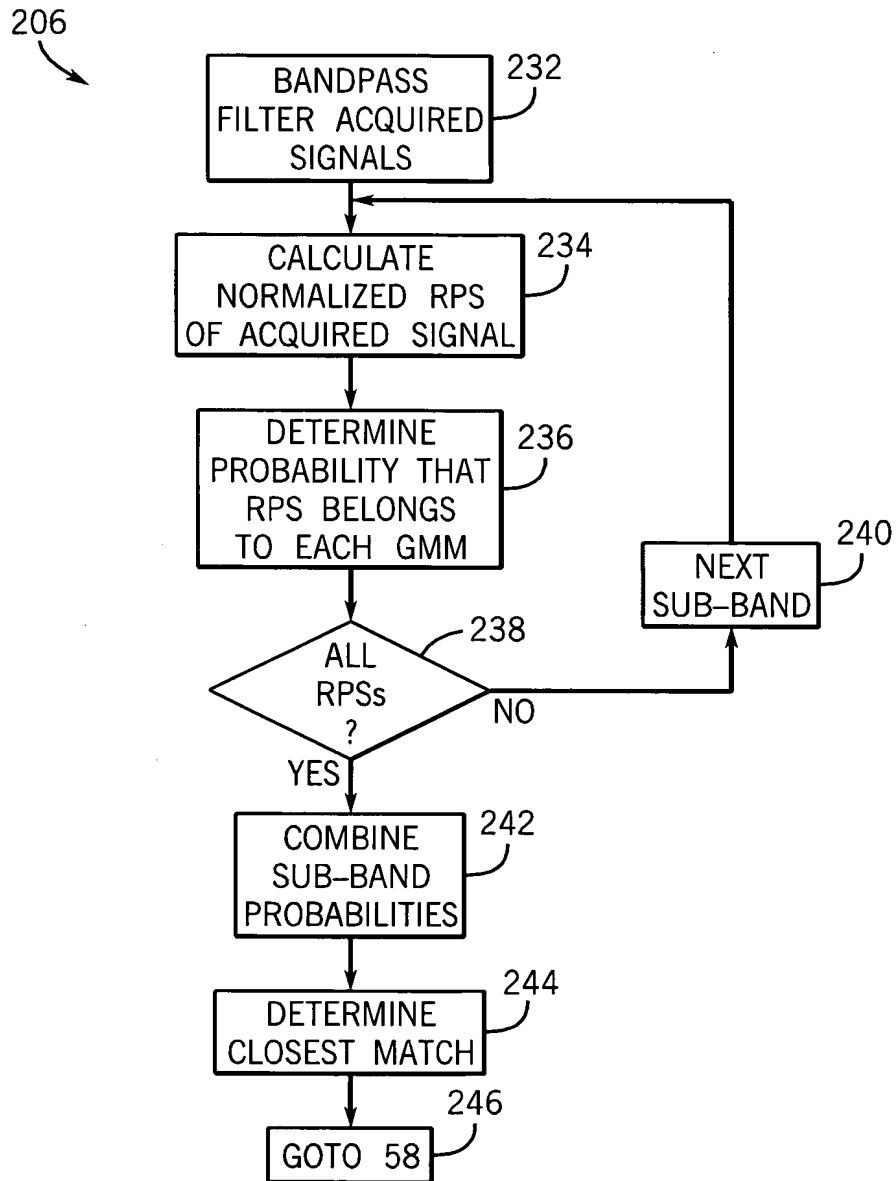 206
BANDPASS
FILTER ACQUIRED
SIGNALS
232
CALCULATE
NORMALIZED RPS
OF ACQUIRED SIGNAL
234
DETERMINE
PROBABILITY THAT
RPS BELONGS
TO EACH GMM
236
ALL
RPSs
?
238
NO
NEXT
SUB-BAND
240
YES
COMBINE
SUB-BAND
PROBABILITIES
242
DETERMINE
CLOSEST MATCH
244
GOTO 58
246